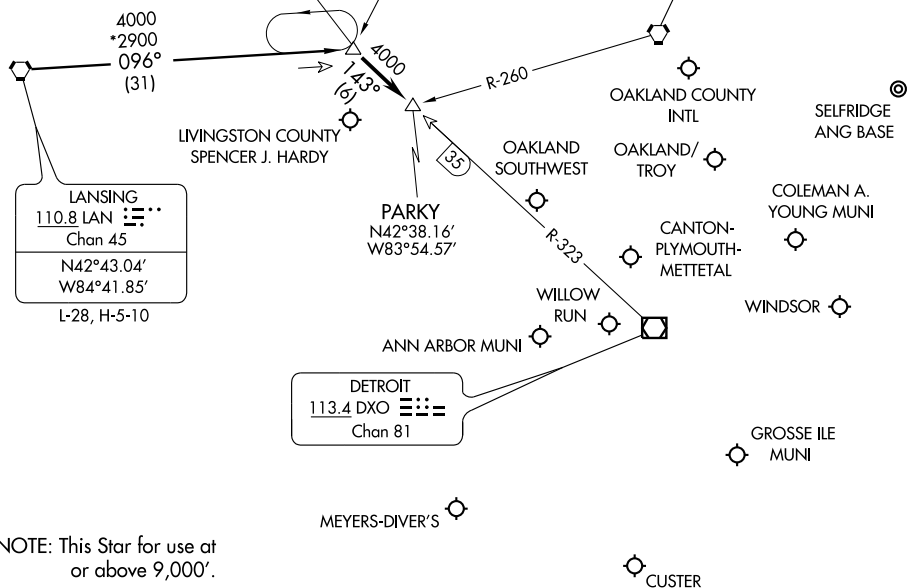 4000
*2900
096°
(31)
4000
143°
(6)
R-260
OAKLAND COUNTY
INTL
SELFRIDGE
ANG BASE
LIVINGSTON COUNTY
SPENCER J. HARDY
35
OAKLAND
SOUTHWEST
OAKLAND/
TROY
COLEMAN A.
YOUNG MUNI
LANSING
110.8 LAN
Chan 45
N42°43.04'
W84°41.85'
L-28, H-5-10
PARKY
N42°38.16'
W83°54.57'
R-323
CANTON-
PLYMOUTH-
METTETAL
WILLOW
RUN
WINDSOR
ANN ARBOR MUNI
DETROIT
113.4 DXO
Chan 81
GROSSE ILE
MUNI
MEYERS-DIVER'S
NOTE: This Star for use at
or above 9,000'.
CUSTER